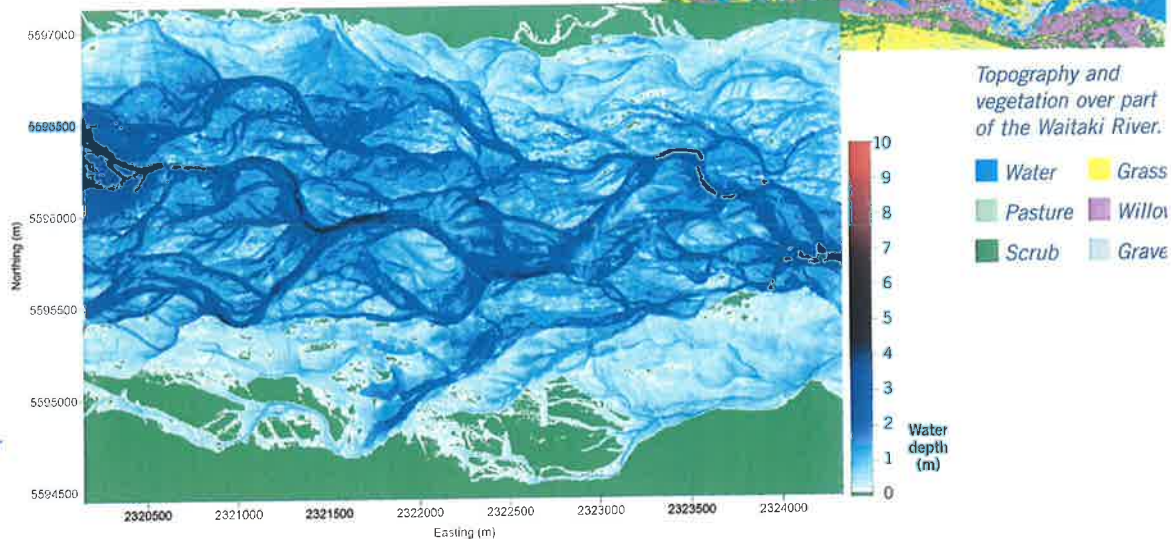 5597000
5596500
5596000
5595500
5595000
5594500
Northing (m)
2320500 2321000 2321500 2322000 2322500 2323000 2323500 2324000
Easting (m)
10
9
8
7
6
5
4
3
2
1
0
Water
depth
(m)
Topography and
vegetation over part
of the Waitaki River.
Water Grass
Pasture Willo
Scrub Grave